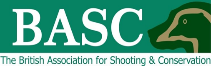 BASC
The British Association for Shooting & Conservation